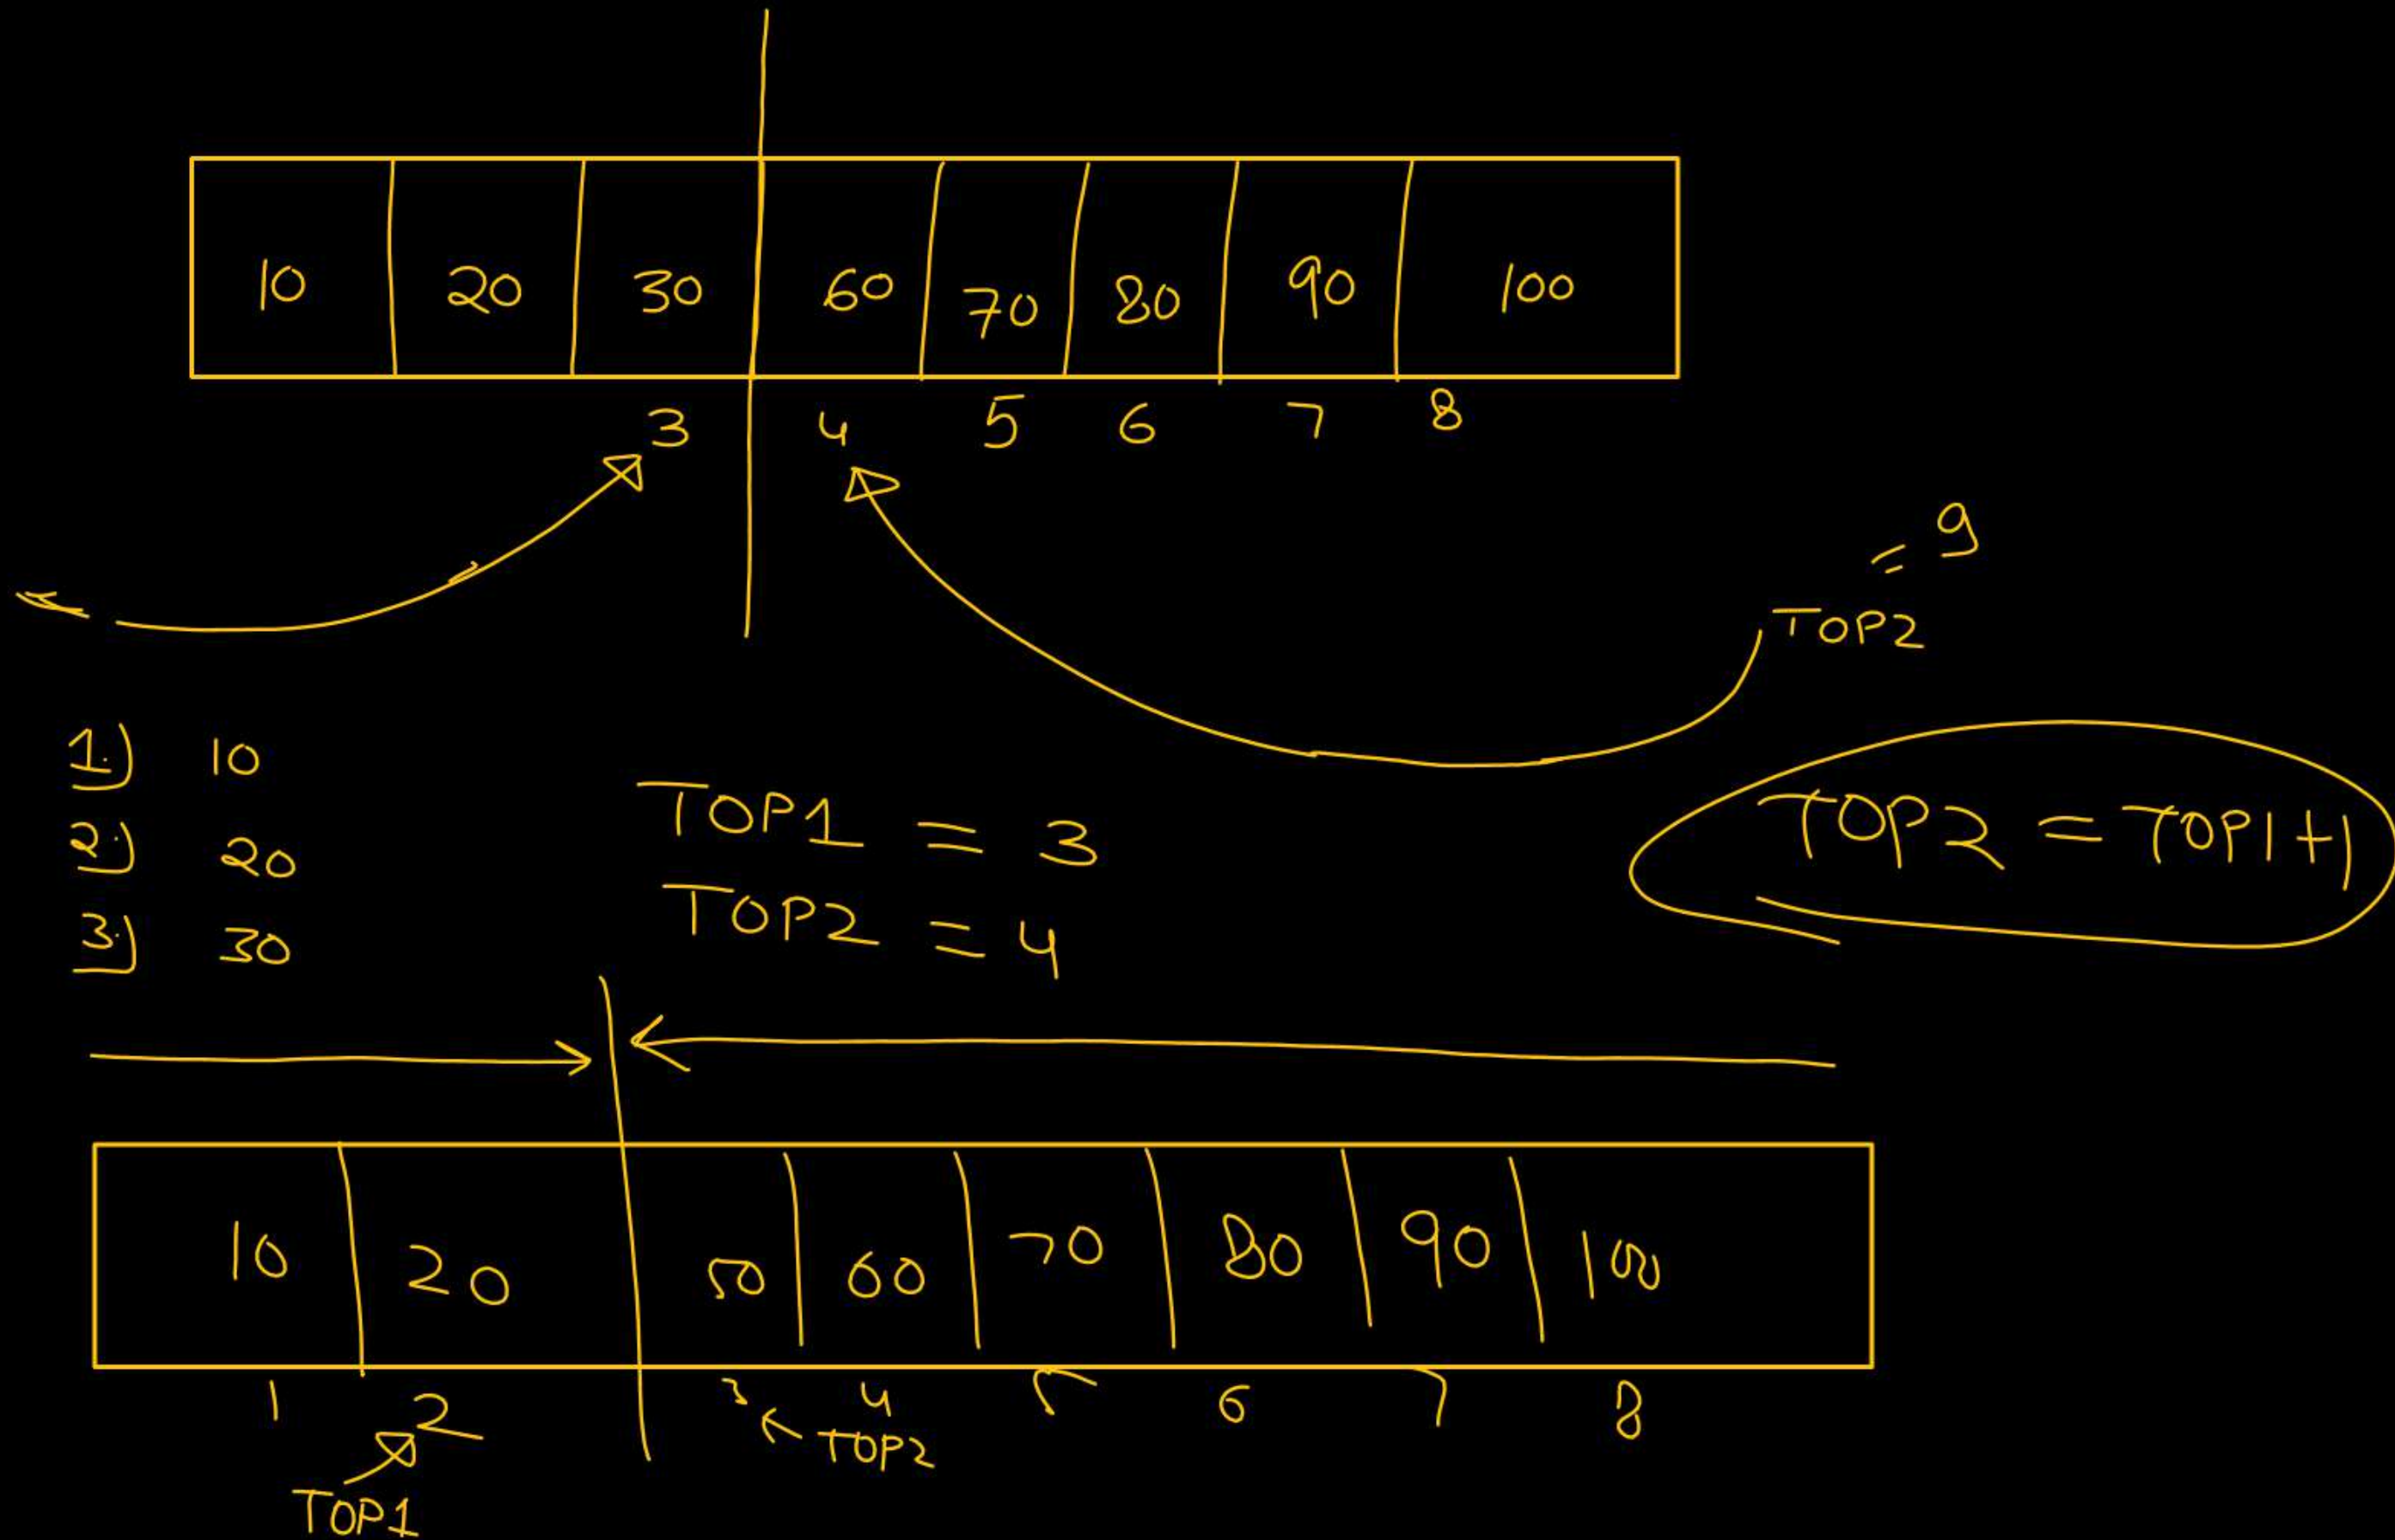 10 20 30 60 70 80 90 100
3 4 5 6 7 8
= 9
TOP2
1.) 10
2.) 20
3.) 30
TOP1 = 3
TOP2 = 4
TOP2 = TOP1+1
10 20 50 60 70 80 90 100
1 2 3 4 5 6 7 8
TOP1
TOP2